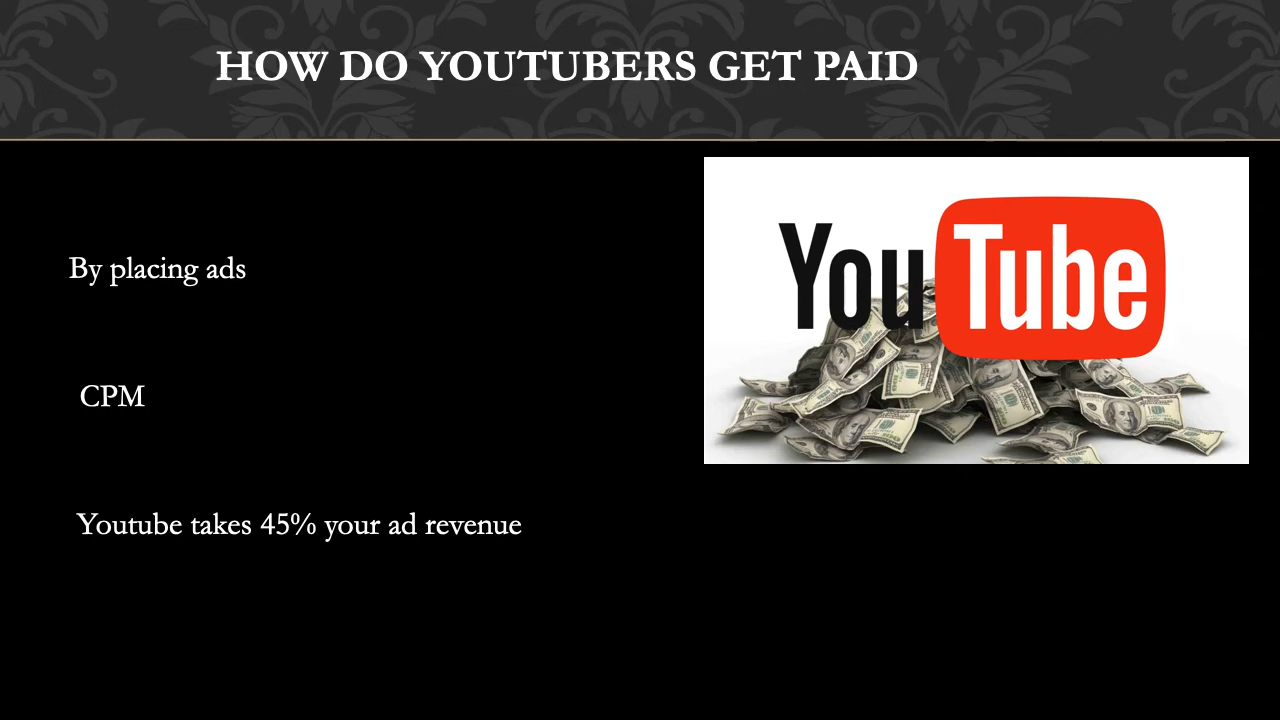 HOW DO YOUTUBERS GET PAID
By placing ads
CPM
Youtube takes 45% your ad revenue
YouTube